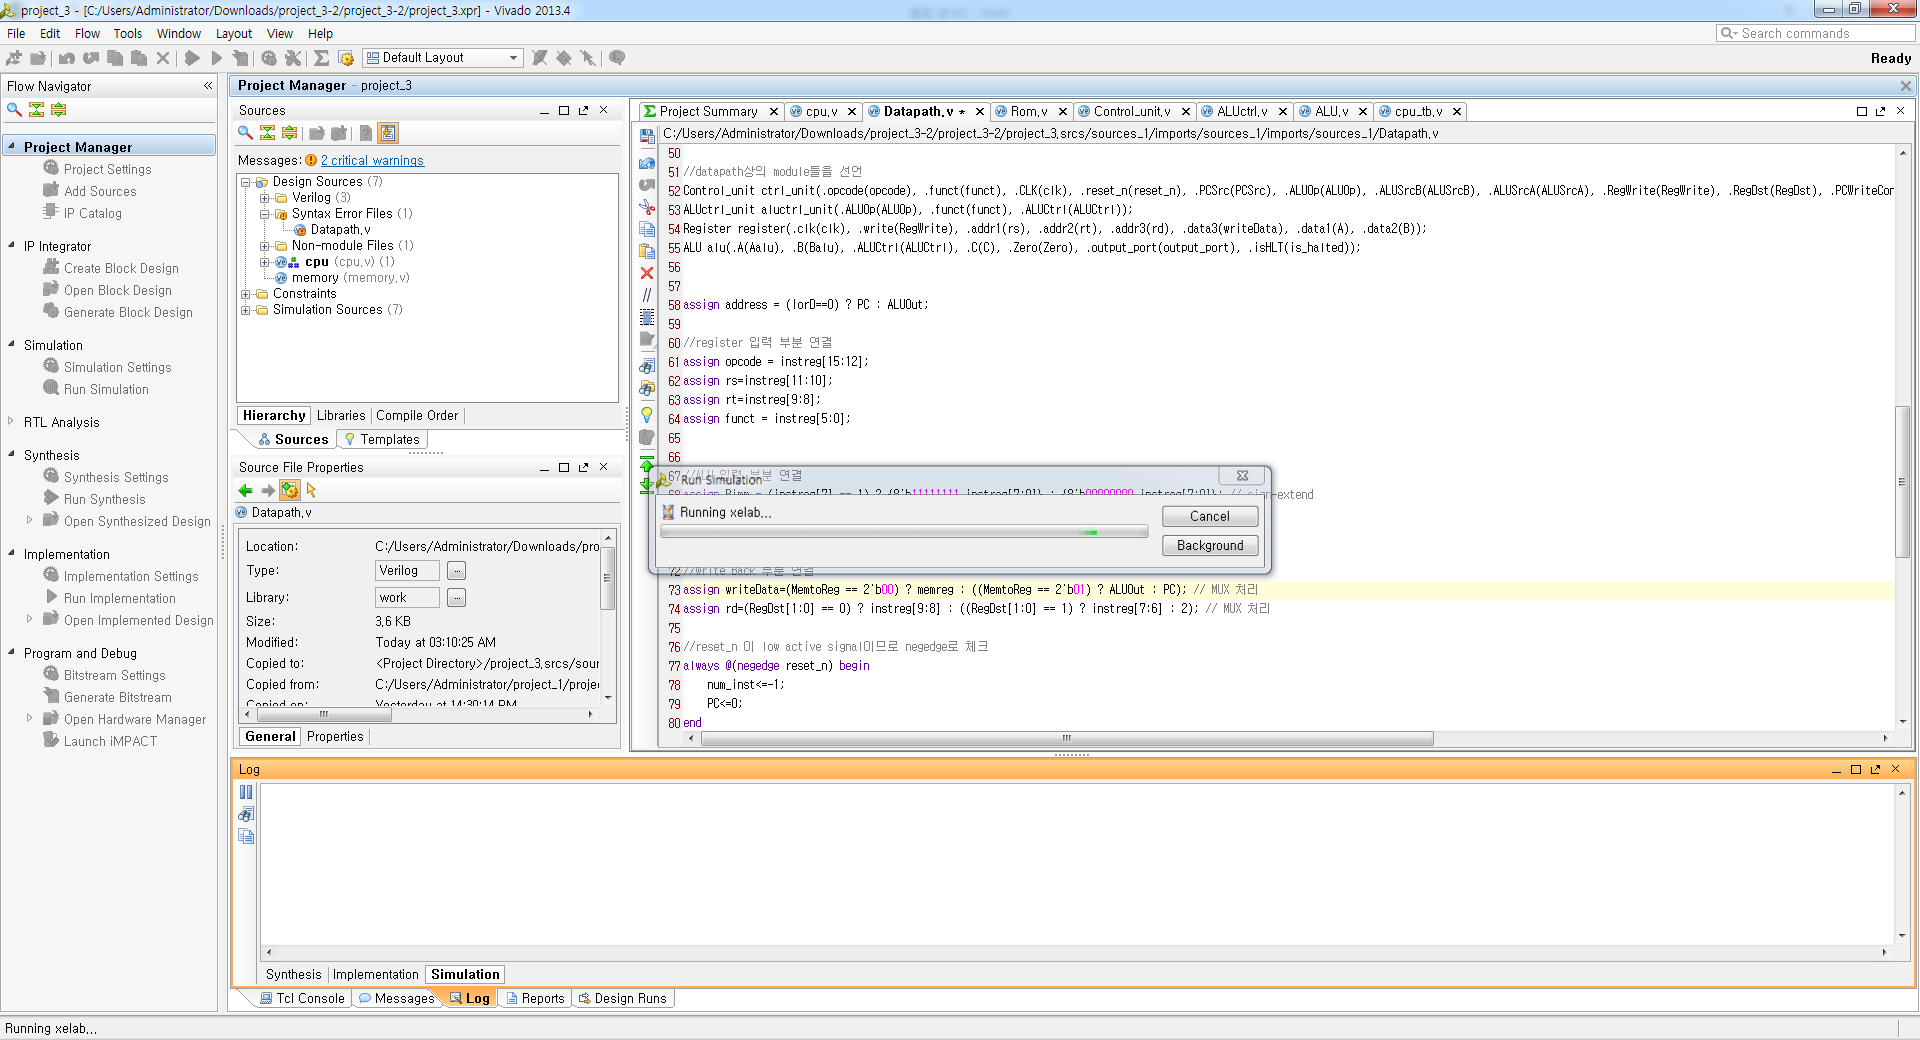 project_3 - [C:/Users/Administrator/Downloads/project_3-2/project_3-2/project_3.xpr] - Vivado 2013.4
File Edit Flow Tools Window Layout View Help
Search commands
Default Layout
Ready
Flow Navigator
Project Manager
Project Settings
Add Sources
IP Catalog
IP Integrator
Create Block Design
Open Block Design
Generate Block Design
Simulation
Simulation Settings
Run Simulation
RTL Analysis
Synthesis
Synthesis Settings
Run Synthesis
Open Synthesized Design
Implementation
Implementation Settings
Run Implementation
Open Implemented Design
Program and Debug
Bitstream Settings
Generate Bitstream
Open Hardware Manager
Launch iMPACT
Project Manager - project_3
Sources
Messages: 2 critical warnings
Design Sources (7)
Verilog (3)
Syntax Error Files (1)
Datapath.v
Non-module Files (1)
cpu (cpu.v) (1)
memory (memory.v)
Constraints
Simulation Sources (7)
Hierarchy Libraries Compile Order
Sources Templates
Source File Properties
Datapath.v
Location: C:/Users/Administrator/Downloads/pro
Type: Verilog
Library: work
Size: 3.6 KB
Modified: Today at 03:10:25 AM
Copied to: <Project Directory>/project_3.srcs/sour
Copied from: C:/Users/Administrator/project_1/projec
Copied on: Yesterday at 14:30:14 PM
General Properties
Project Summary cpu.v Datapath.v * Rom.v Control_unit.v ALUctrl.v ALU.v cpu_tb.v
C:/Users/Administrator/Downloads/project_3-2/project_3-2/project_3.srcs/sources_1/imports/sources_1/imports/sources_1/Datapath.v
50
51 //datapath상의 module들을 선언
52 Control_unit ctrl_unit(.opcode(opcode), .funct(funct), .CLK(clk), .reset_n(reset_n), .PCSrc(PCSrc), .ALUOp(ALUOp), .ALUSrcB(ALUSrcB), .ALUSrcA(ALUSrcA), .RegWrite(RegWrite), .RegDst(RegDst), .PCWriteCon
53 ALUctrl_unit aluctrl_unit(.ALUOp(ALUOp), .funct(funct), .ALUCtrl(ALUCtrl));
54 Register register(.clk(clk), .write(RegWrite), .addr1(rs), .addr2(rt), .addr3(rd), .data3(writeData), .data1(A), .data2(B));
55 ALU alu(.A(Aalu), .B(Balu), .ALUCtrl(ALUCtrl), .C(C), .Zero(Zero), .output_port(output_port), .isHLT(is_halted));
56
57
58 assign address = (IorD==0) ? PC : ALUOut;
59
60 //register 입력 부분 연결
61 assign opcode = instreg[15:12];
62 assign rs=instreg[11:10];
63 assign rt=instreg[9:8];
64 assign funct = instreg[5:0];
65
66
67 //ALU 입력 부분 연결
68 assign Bimm = (instreg[7] == 1) ? {8'b11111111,instreg[7:0]} : {8'b00000000,instreg[7:0]}; // sign-extend
72 //Write Back 부분 연결
73 assign writeData=(MemtoReg == 2'b00) ? memreg : ((MemtoReg == 2'b01) ? ALUOut : PC); // MUX 처리
74 assign rd=(RegDst[1:0] == 0) ? instreg[9:8] : ((RegDst[1:0] == 1) ? instreg[7:6] : 2); // MUX 처리
75
76 //reset_n 이 low active signal이므로 negedge로 체크
77 always @(negedge reset_n) begin
78 num_inst<=-1;
79 PC<=0;
80 end
Run Simulation
Running xelab...
Cancel
Background
Log
Synthesis Implementation Simulation
Tcl Console Messages Log Reports Design Runs
Running xelab...